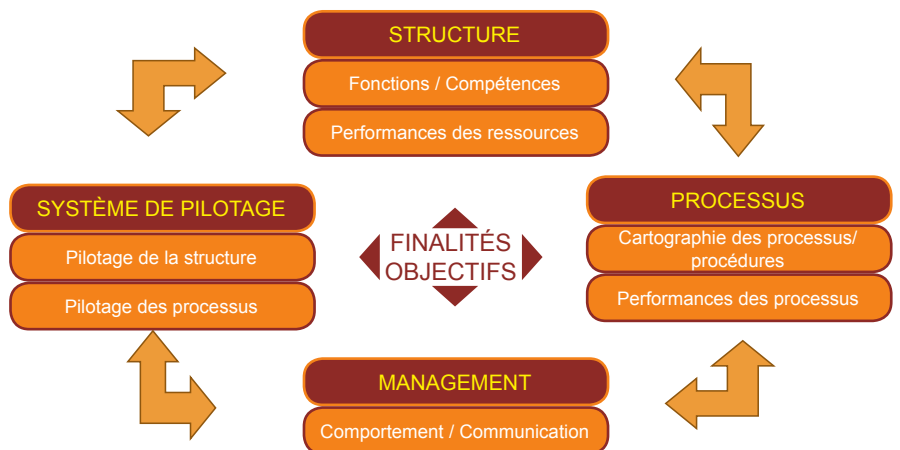 STRUCTURE
Fonctions / Compétences
Performances des ressources
SYSTÈME DE PILOTAGE
Pilotage de la structure
Pilotage des processus
FINALITÉS
OBJECTIFS
PROCESSUS
Cartographie des processus/
procédures
Performances des processus
MANAGEMENT
Comportement / Communication